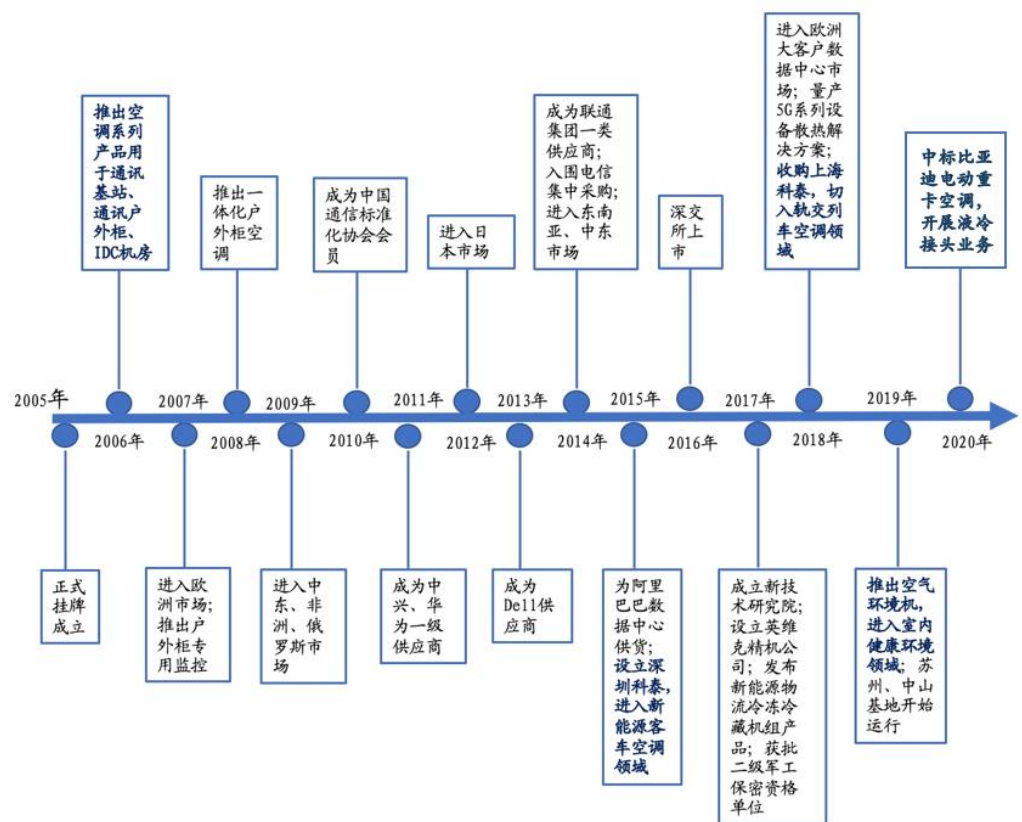 推出空
调系列
产品用
于通讯
基站、
通讯户
外柜、
IDC机房
推出一
体化户
外柜空
调
成为中国
通信标准
化协会会
员
进入日
本市场
成为联通
集团一类
供应商;
入围电信
集中采购;
进入东南
亚、中东
市场
深交
所上
市
进入欧洲
大客户数
据中心市
场; 量产
5G系列设
备散热解
决方案;
收购上海
科泰, 切
入轨交列
车空调领
域
中标比亚
迪电动重
卡空调,
开展液冷
接头业务
2005年
2006年
2007年
2008年
2009年
2010年
2011年
2012年
2013年
2014年
2015年
2016年
2017年
2018年
2019年
2020年
正式
挂牌
成立
进入欧
洲市场;
推出户
外柜专
用监控
进入中
东、非
洲、俄
罗斯市
场
成为中
兴、华
为一级
供应商
成为
Dell供
应商
为阿里
巴巴数
据中心
供货;
设立深
圳科泰,
进入新
能源客
车空调
领域
成立新技
术研究院;
设立英维
克精机公
司; 发布
新能源物
流冷冻冷
藏机组产
品; 获批
二级军工
保密资格
单位
推出空气
环境机,
进入室内
健康环境
领域; 苏
州、中山
基地开始
运行